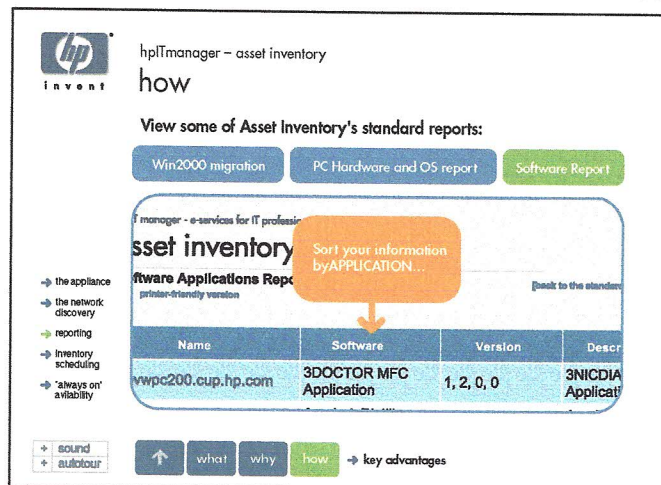 hp
invent
hpITmanager – asset inventory
how
View some of Asset Inventory's standard reports:
Win2000 migration
PC Hardware and OS report
Software Report
T manager - e-services for IT professio
sset inventory
Sort your information
byAPPLICATION...
ftware Applications Repo
[back to the standard
printer-friendly version
Name
Software
Version
Descr
vwpc200.cup.hp.com
3DOCTOR MFC
Application
1, 2, 0, 0
3NICDIA
Applicati
the appliance
the network
discovery
reporting
inventory
scheduling
'always on'
avilability
+ sound
+ autotour
what
why
how
key advantages